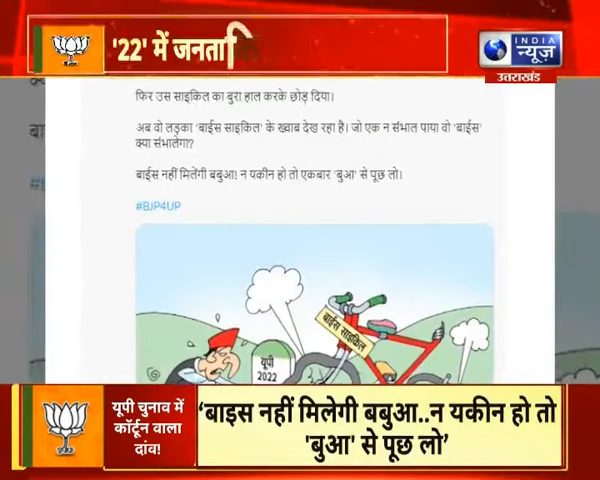 '22' में जनता
INDIA
न्यूज़
उत्तराखंड
फिर उस साइकिल का बुरा हाल करके छोड़ दिया।
अब वो लड़का 'बाईस साइकिल' के ख्वाब देख रहा है। जो एक न संभाल पाया वो 'बाईस'
क्या संभालेगा?
बाईस नहीं मिलेंगी बबुआ! न यकीन हो तो एकबार 'बुआ' से पूछ लो।
#BJP4UP
बाईस साइकिल
यूपी
2022
यूपी चुनाव में
कॉर्टून वाला
दांव!
‘बाइस नहीं मिलेगी बबुआ..न यकीन हो तो
'बुआ' से पूछ लो’